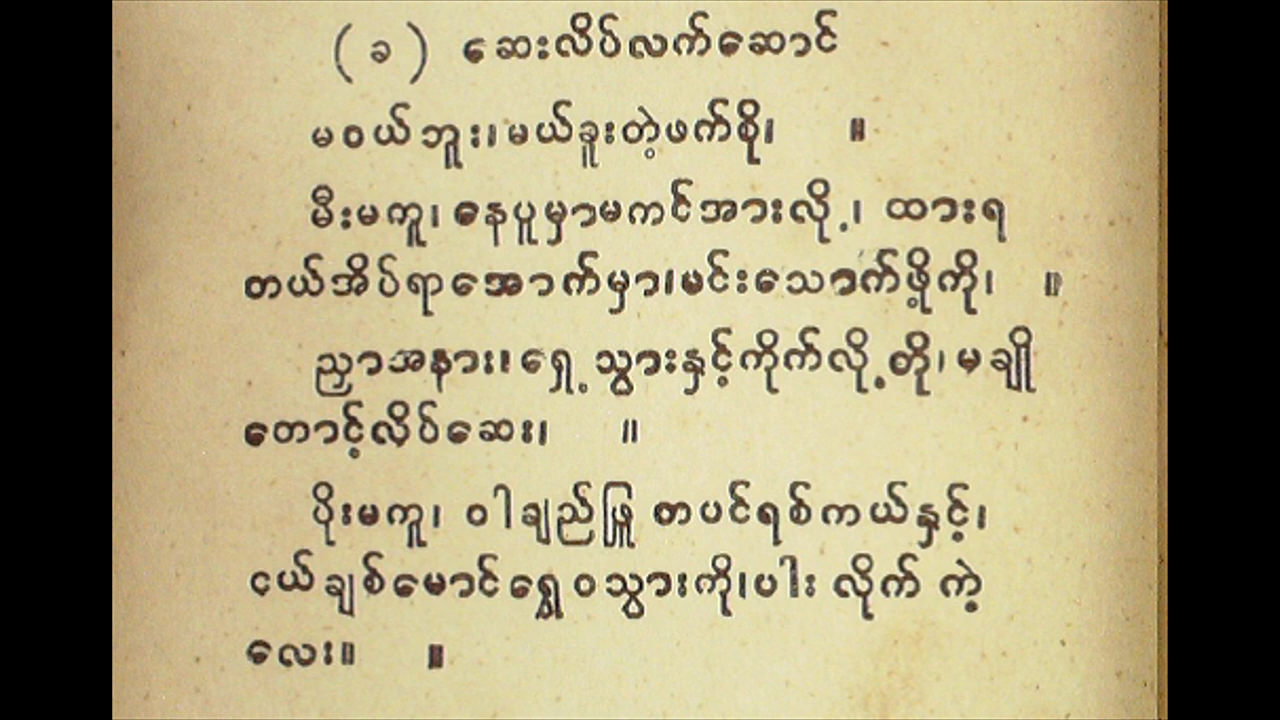 ( ခ ) ဆေးလိပ်လက်ဆောင်
မဝယ်ဘူး၊မယ်ခူးတဲ့ဖက်စို၊ ။
မီးမကူ၊ နေပူမှာမကင်အားလို့၊ ထားရ
တယ်အိပ်ရာအောက်မှာ၊မင်းသောက်ဖို့ကို၊ ။
ညှာအနား၊ရှေ့သွားနှင့်ကိုက်လို့တို၊ မချို
တောင့်လိပ်ဆေး၊ ။
ပိုးမကူ၊ ဝါချည်ဖြူ တပင်ရစ်ကယ်နှင့်၊
ငယ်ချစ်မောင်ရွှေဝသွားကို၊ပါး လိုက် ကဲ့
လေး။ ။